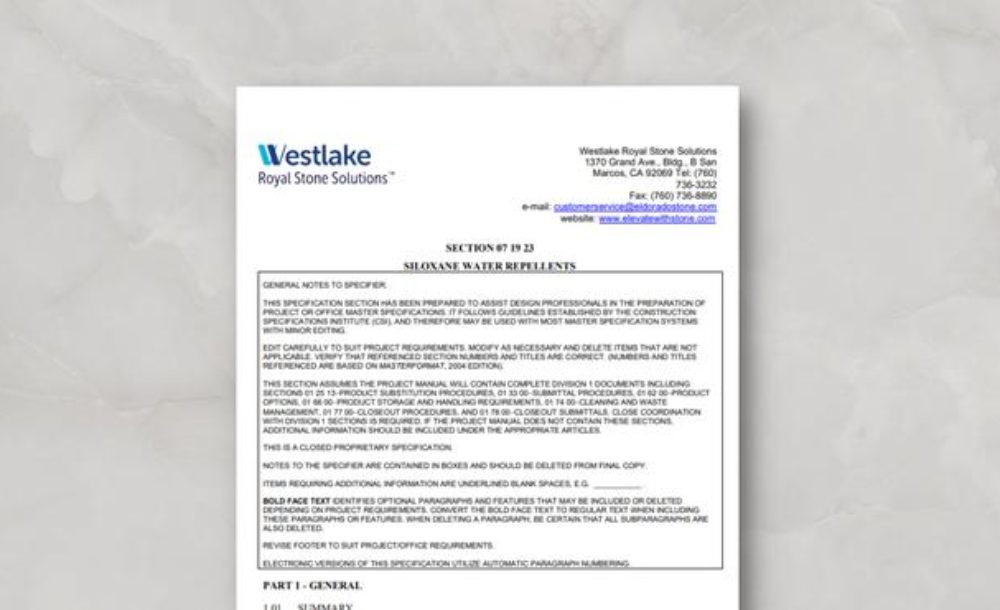 Westlake
Royal Stone Solutions™
Westlake Royal Stone Solutions
1370 Grand Ave., Bldg., B San
Marcos, CA 92069 Tel: (760)
736-3232
Fax: (760) 736-8890
e-mail: customerservice@eldoradostone.com
website: www.elevatewithstone.com
SECTION 07 19 23
SILOXANE WATER REPELLENTS
GENERAL NOTES TO SPECIFIER:
THIS SPECIFICATION SECTION HAS BEEN PREPARED TO ASSIST DESIGN PROFESSIONALS IN THE PREPARATION OF
PROJECT OR OFFICE MASTER SPECIFICATIONS. IT FOLLOWS GUIDELINES ESTABLISHED BY THE CONSTRUCTION
SPECIFICATIONS INSTITUTE (CSI), AND THEREFORE MAY BE USED WITH MOST MASTER SPECIFICATION SYSTEMS
WITH MINOR EDITING.
EDIT CAREFULLY TO SUIT PROJECT REQUIREMENTS. MODIFY AS NECESSARY AND DELETE ITEMS THAT ARE NOT
APPLICABLE. VERIFY THAT REFERENCED SECTION NUMBERS AND TITLES ARE CORRECT. (NUMBERS AND TITLES
REFERENCED ARE BASED ON MASTERFORMAT, 2004 EDITION).
THIS SECTION ASSUMES THE PROJECT MANUAL WILL CONTAIN COMPLETE DIVISION 1 DOCUMENTS INCLUDING
SECTIONS 01 25 13-PRODUCT SUBSTITUTION PROCEDURES, 01 33 00-SUBMITTAL PROCEDURES, 01 62 00-PRODUCT
OPTIONS, 01 66 00-PRODUCT STORAGE AND HANDLING REQUIREMENTS, 01 74 00-CLEANING AND WASTE
MANAGEMENT, 01 77 00-CLOSEOUT PROCEDURES, AND 01 78 00-CLOSEOUT SUBMITTALS. CLOSE COORDINATION
WITH DIVISION 1 SECTIONS IS REQUIRED. IF THE PROJECT MANUAL DOES NOT CONTAIN THESE SECTIONS,
ADDITIONAL INFORMATION SHOULD BE INCLUDED UNDER THE APPROPRIATE ARTICLES.
THIS IS A CLOSED PROPRIETARY SPECIFICATION.
NOTES TO THE SPECIFIER ARE CONTAINED IN BOXES AND SHOULD BE DELETED FROM FINAL COPY.
ITEMS REQUIRING ADDITIONAL INFORMATION ARE UNDERLINED BLANK SPACES, E.G. __________.
BOLD FACE TEXT IDENTIFIES OPTIONAL PARAGRAPHS AND FEATURES THAT MAY BE INCLUDED OR DELETED
DEPENDING ON PROJECT REQUIREMENTS. CONVERT THE BOLD FACE TEXT TO REGULAR TEXT WHEN INCLUDING
THESE PARAGRAPHS OR FEATURES. WHEN DELETING A PARAGRAPH, BE CERTAIN THAT ALL SUBPARAGRAPHS ARE
ALSO DELETED.
REVISE FOOTER TO SUIT PROJECT/OFFICE REQUIREMENTS.
ELECTRONIC VERSIONS OF THIS SPECIFICATION UTILIZE AUTOMATIC PARAGRAPH NUMBERING.
PART 1 - GENERAL
1.01 SUMMARY